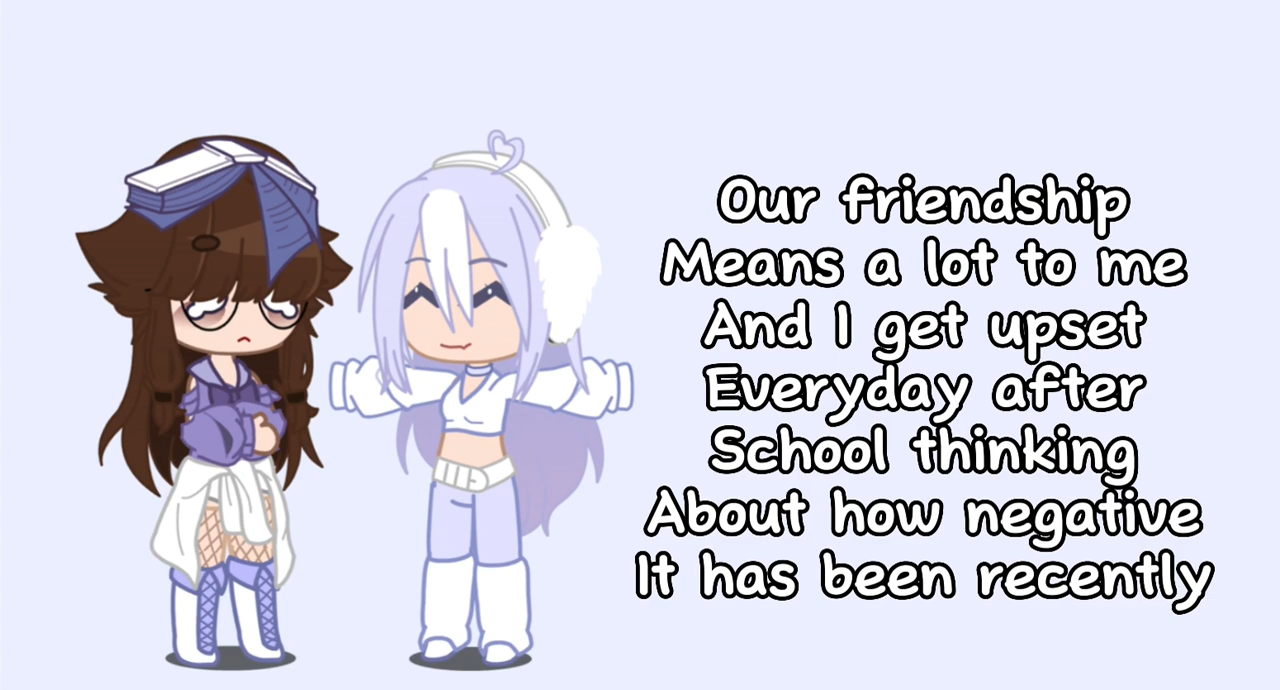 Our friendship
Means a lot to me
And I get upset
Everyday after
School thinking
About how negative
It has been recently